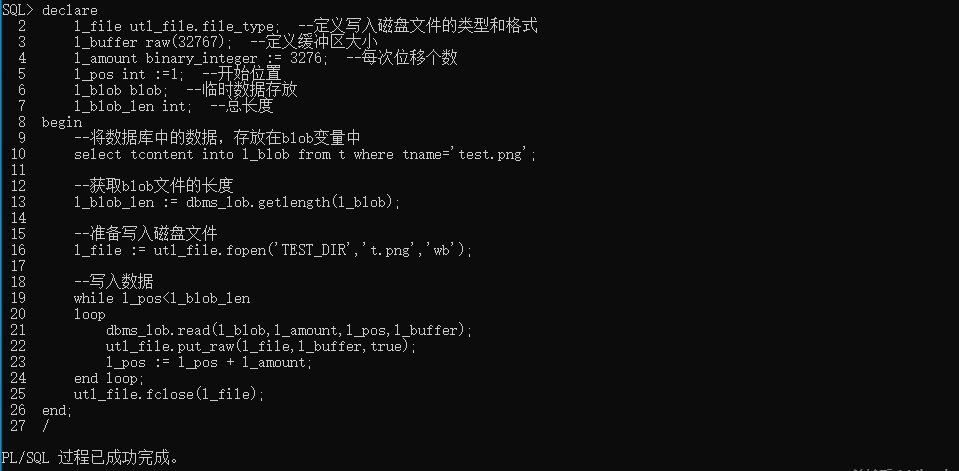 SQL> declare
  2      l_file utl_file.file_type;  --定义写入磁盘文件的类型和格式
  3      l_buffer raw(32767);  --定义缓冲区大小
  4      l_amount binary_integer := 3276;  --每次位移个数
  5      l_pos int :=1;  --开始位置
  6      l_blob blob;  --临时数据存放
  7      l_blob_len int;  --总长度
  8  begin
  9      --将数据库中的数据，存放在blob变量中
 10      select tcontent into l_blob from t where tname='test.png';
 11
 12      --获取blob文件的长度
 13      l_blob_len := dbms_lob.getlength(l_blob);
 14
 15      --准备写入磁盘文件
 16      l_file := utl_file.fopen('TEST_DIR','t.png','wb');
 17
 18      --写入数据
 19      while l_pos<l_blob_len
 20      loop
 21          dbms_lob.read(l_blob,l_amount,l_pos,l_buffer);
 22          utl_file.put_raw(l_file,l_buffer,true);
 23          l_pos := l_pos + l_amount;
 24      end loop;
 25      utl_file.fclose(l_file);
 26  end;
 27  /
PL/SQL 过程已成功完成。